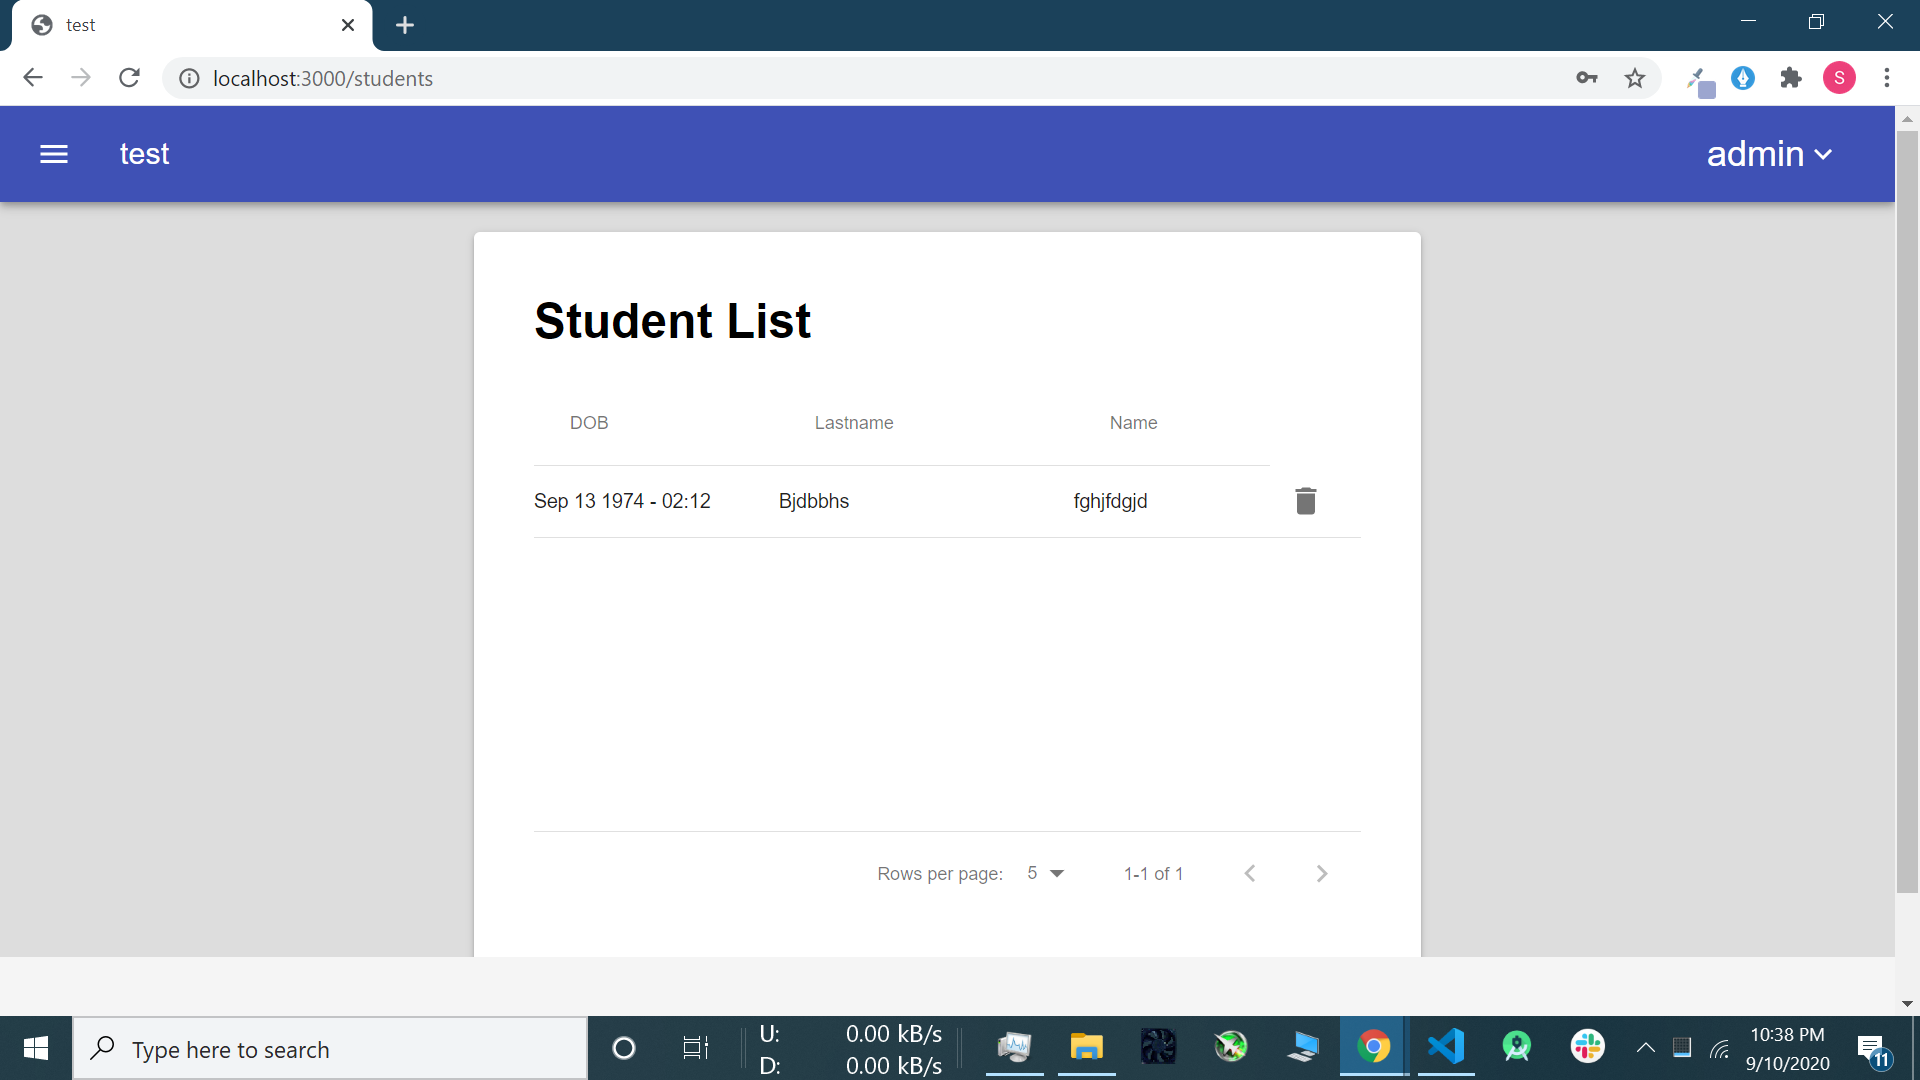 test
localhost:3000/students
S
test
admin
Student List
DOB Lastname Name
Sep 13 1974 - 02:12 Bjdbbhs fghjfdgjd
Rows per page: 5 1-1 of 1
Type here to search
U: 0.00 kB/s
D: 0.00 kB/s
10:38 PM
9/10/2020
11